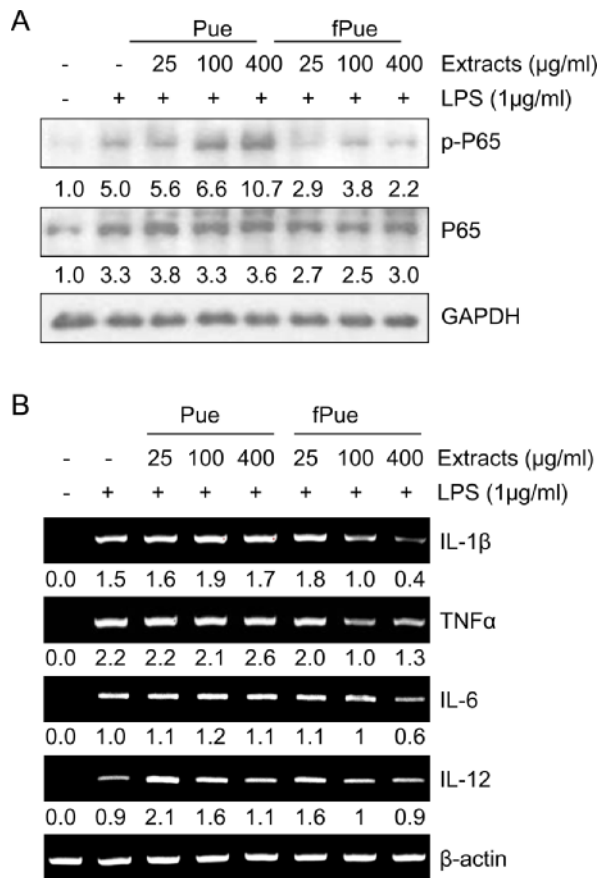 A
Pue fPue
- - 25 100 400 25 100 400 Extracts (μg/ml)
- + + + + + + + LPS (1μg/ml)
p-P65
1.0 5.0 5.6 6.6 10.7 2.9 3.8 2.2
P65
1.0 3.3 3.8 3.3 3.6 2.7 2.5 3.0
GAPDH
B
Pue fPue
- - 25 100 400 25 100 400 Extracts (μg/ml)
- + + + + + + + LPS (1μg/ml)
IL-1β
0.0 1.5 1.6 1.9 1.7 1.8 1.0 0.4
TNFα
0.0 2.2 2.2 2.1 2.6 2.0 1.0 1.3
IL-6
0.0 1.0 1.1 1.2 1.1 1.1 1 0.6
IL-12
0.0 0.9 2.1 1.6 1.1 1.6 1 0.9
β-actin